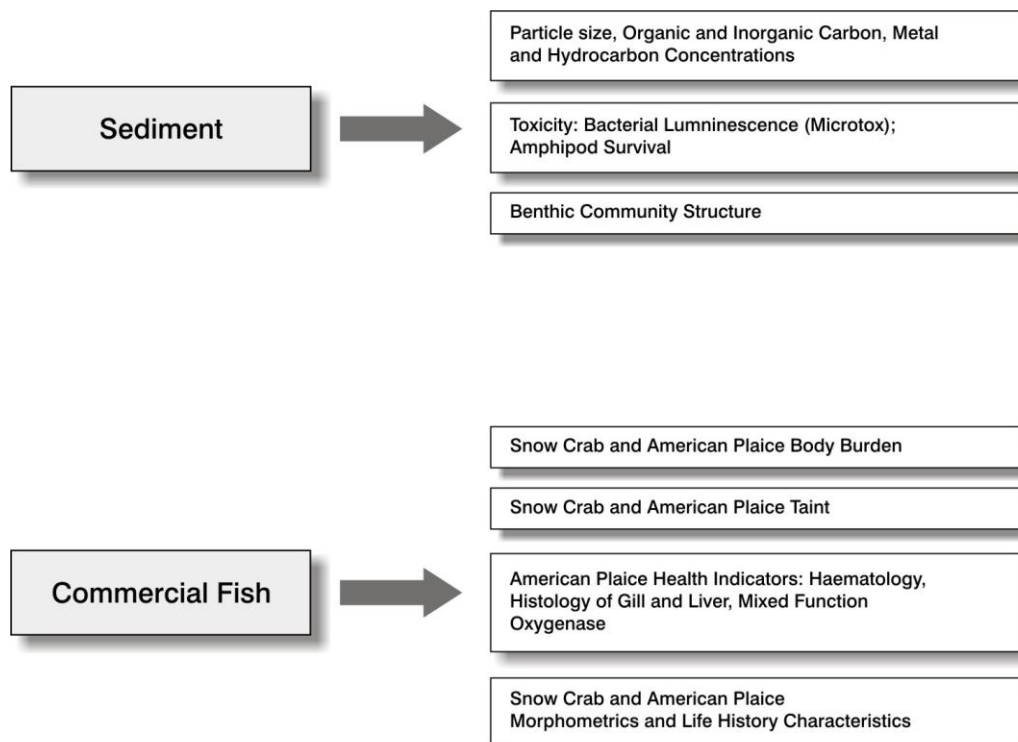 Sediment
Particle size, Organic and Inorganic Carbon, Metal
and Hydrocarbon Concentrations
Toxicity: Bacterial Lumninescence (Microtox);
Amphipod Survival
Benthic Community Structure
Commercial Fish
Snow Crab and American Plaice Body Burden
Snow Crab and American Plaice Taint
American Plaice Health Indicators: Haematology,
Histology of Gill and Liver, Mixed Function
Oxygenase
Snow Crab and American Plaice
Morphometrics and Life History Characteristics